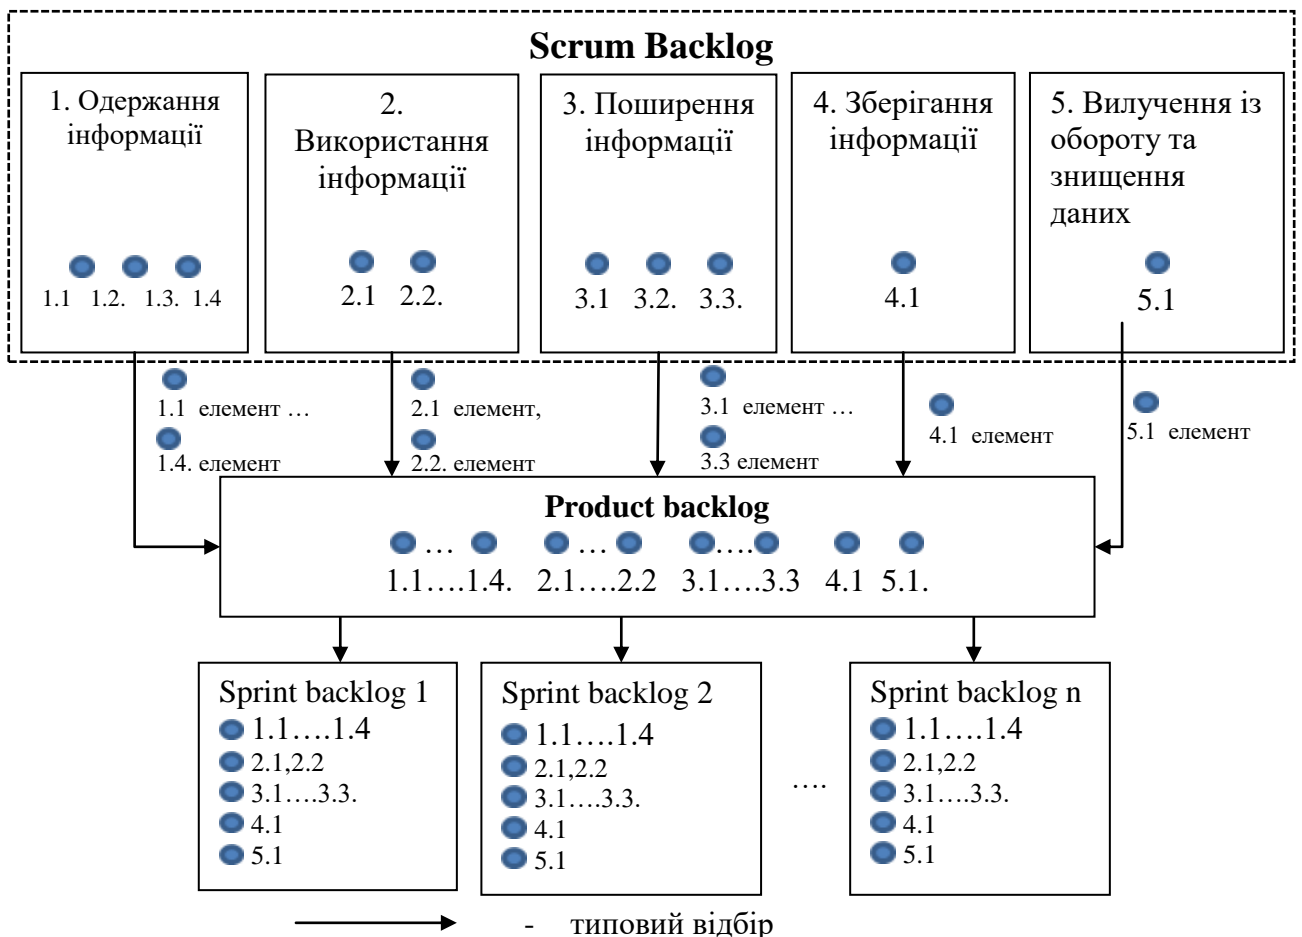 Scrum Backlog
1. Одержання
інформації
1.1 1.2. 1.3. 1.4
2.
Використання
інформації
2.1 2.2.
3. Поширення
інформації
3.1 3.2. 3.3.
4. Зберігання
інформації
4.1
5. Вилучення із
обороту та
знищення
даних
5.1
1.1 елемент …
1.4. елемент
2.1 елемент,
2.2. елемент
3.1 елемент …
3.3 елемент
4.1 елемент
5.1 елемент
Product backlog
… … ….
1.1….1.4. 2.1….2.2 3.1….3.3 4.1 5.1.
Sprint backlog 1
1.1….1.4
2.1,2.2
3.1….3.3.
4.1
5.1
Sprint backlog 2
1.1….1.4
2.1,2.2
3.1….3.3.
4.1
5.1
….
Sprint backlog n
1.1….1.4
2.1,2.2
3.1….3.3.
4.1
5.1
- типовий відбір